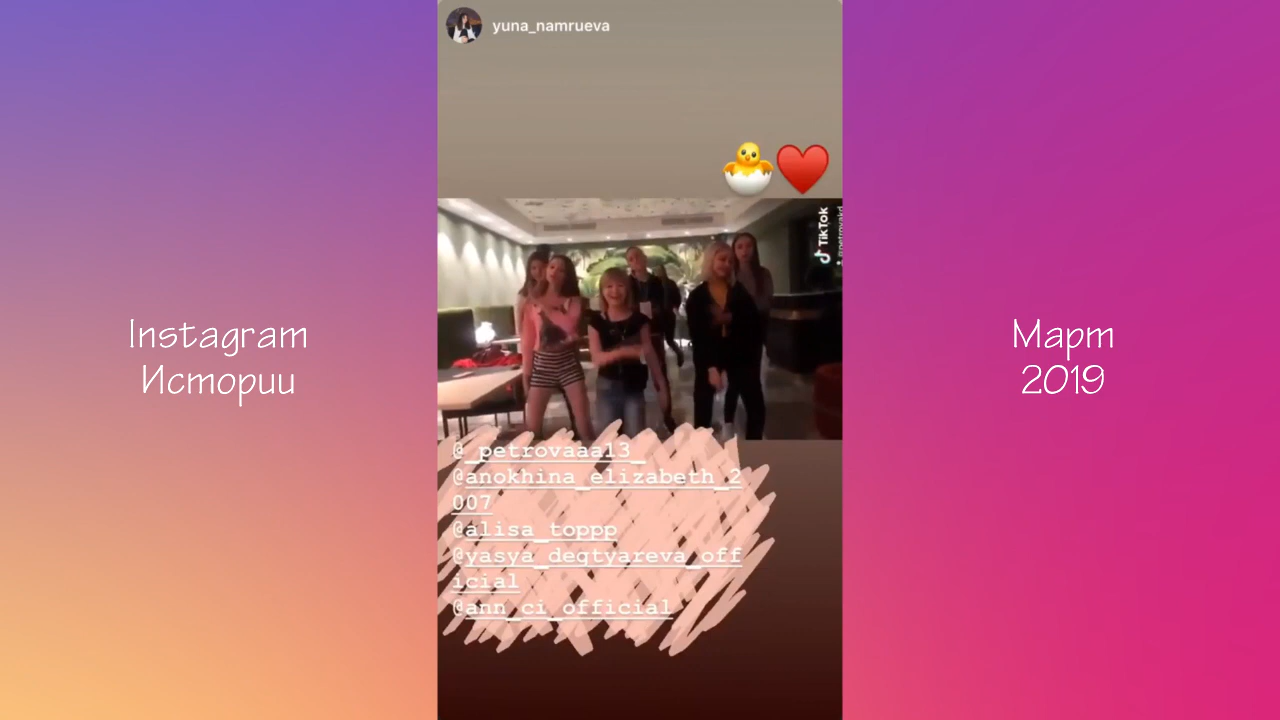 yuna_namrueva
TikTok
@_petrovaaa13_
@anokhina_elizabeth_2
007
@alisa_toppp
@yasya_degtyareva_off
icial
@ann_ci_official
Instagram
Истории
Март
2019